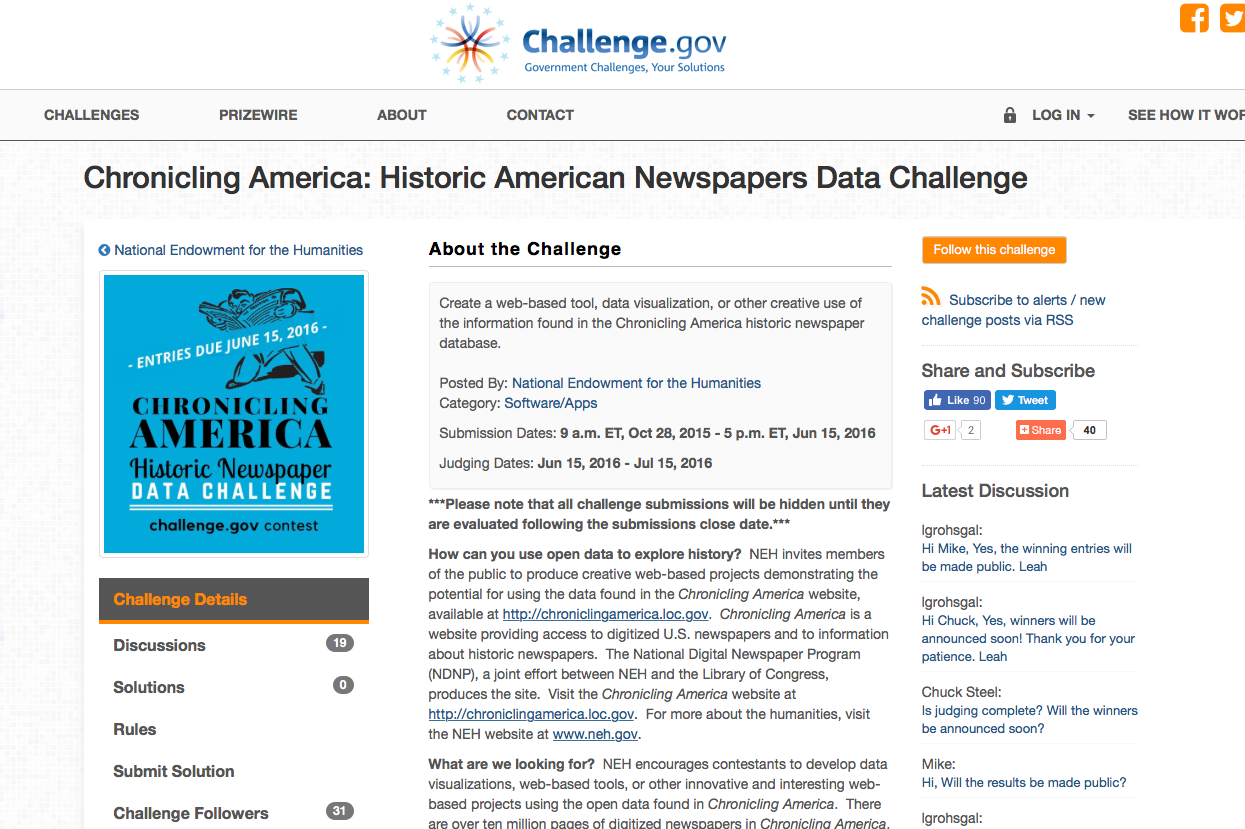 Challenge.gov
Government Challenges, Your Solutions
CHALLENGES PRIZEWIRE ABOUT CONTACT LOG IN SEE HOW IT WOR
Chronicling America: Historic American Newspapers Data Challenge
National Endowment for the Humanities
- ENTRIES DUE JUNE 15, 2016 -
CHRONICLING
AMERICA
Historic Newspaper
DATA CHALLENGE
challenge.gov contest
Challenge Details
Discussions 19
Solutions 0
Rules
Submit Solution
Challenge Followers 31
About the Challenge
Create a web-based tool, data visualization, or other creative use of
the information found in the Chronicling America historic newspaper
database.
Posted By: National Endowment for the Humanities
Category: Software/Apps
Submission Dates: 9 a.m. ET, Oct 28, 2015 - 5 p.m. ET, Jun 15, 2016
Judging Dates: Jun 15, 2016 - Jul 15, 2016
***Please note that all challenge submissions will be hidden until they
are evaluated following the submissions close date.***
How can you use open data to explore history? NEH invites members
of the public to produce creative web-based projects demonstrating the
potential for using the data found in the Chronicling America website,
available at http://chroniclingamerica.loc.gov. Chronicling America is a
website providing access to digitized U.S. newspapers and to information
about historic newspapers. The National Digital Newspaper Program
(NDNP), a joint effort between NEH and the Library of Congress,
produces the site. Visit the Chronicling America website at
http://chroniclingamerica.loc.gov. For more about the humanities, visit
the NEH website at www.neh.gov.
What are we looking for? NEH encourages contestants to develop data
visualizations, web-based tools, or other innovative and interesting web-
based projects using the open data found in Chronicling America. There
are over ten million pages of digitized newspapers in Chronicling America,
Follow this challenge
Subscribe to alerts / new
challenge posts via RSS
Share and Subscribe
Like 90 Tweet
G+1 2 Share 40
Latest Discussion
lgrohsgal:
Hi Mike, Yes, the winning entries will
be made public. Leah
lgrohsgal:
Hi Chuck, Yes, winners will be
announced soon! Thank you for your
patience. Leah
Chuck Steel:
Is judging complete? Will the winners
be announced soon?
Mike:
Hi, Will the results be made public?
lgrohsgal: